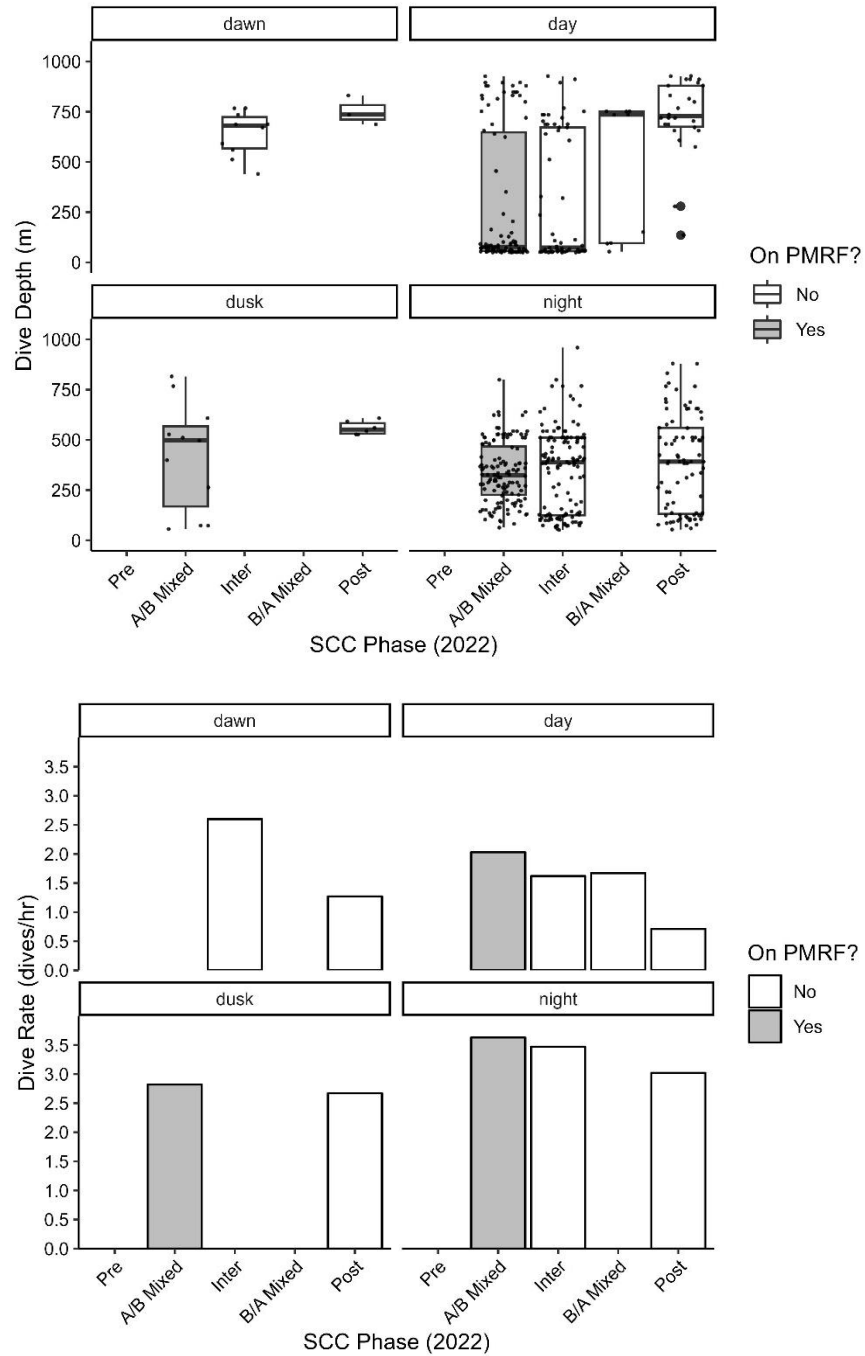 dawn day
1000
750
500
250
0
dusk night
1000
750
500
250
0
Dive Depth (m)
Pre A/B Mixed Inter B/A Mixed Post Pre A/B Mixed Inter B/A Mixed Post
SCC Phase (2022)
On PMRF?
No
Yes
dawn day
3.5
3.0
2.5
2.0
1.5
1.0
0.5
0.0
dusk night
3.5
3.0
2.5
2.0
1.5
1.0
0.5
0.0
Dive Rate (dives/hr)
Pre A/B Mixed Inter B/A Mixed Post Pre A/B Mixed Inter B/A Mixed Post
SCC Phase (2022)
On PMRF?
No
Yes